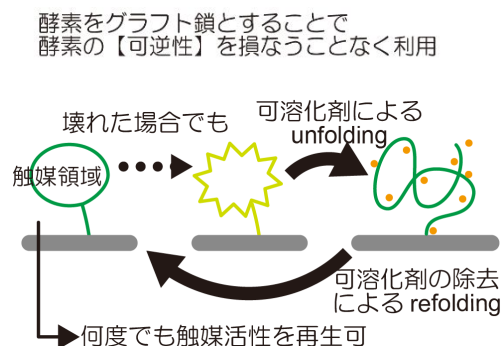 酵素をグラフト鎖とすることで
酵素の【可逆性】を損なうことなく利用
壊れた場合でも
可溶化剤による
unfolding
触媒領域
可溶化剤の除去
による refolding
何度でも触媒活性を再生可